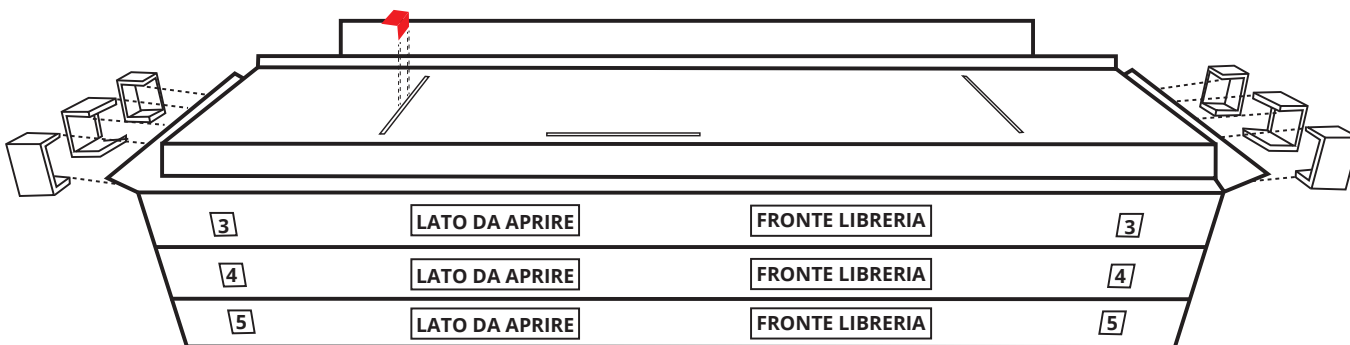 3 LATO DA APRIRE FRONTE LIBRERIA 3
4 LATO DA APRIRE FRONTE LIBRERIA 4
5 LATO DA APRIRE FRONTE LIBRERIA 5